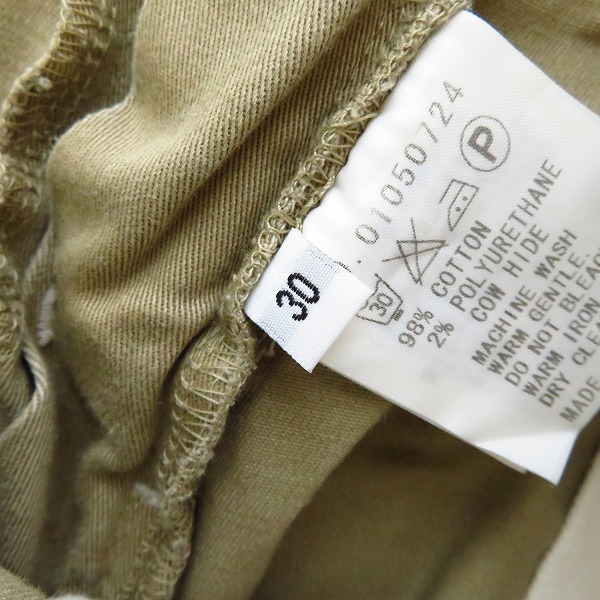 . 01050724
P
30
98% COTTON
2% POLYURETHANE
COW HIDE
MACHINE WASH
WARM GENTLE.
DO NOT BLEAC
WARM IRON
DRY CLEA
MADE
30